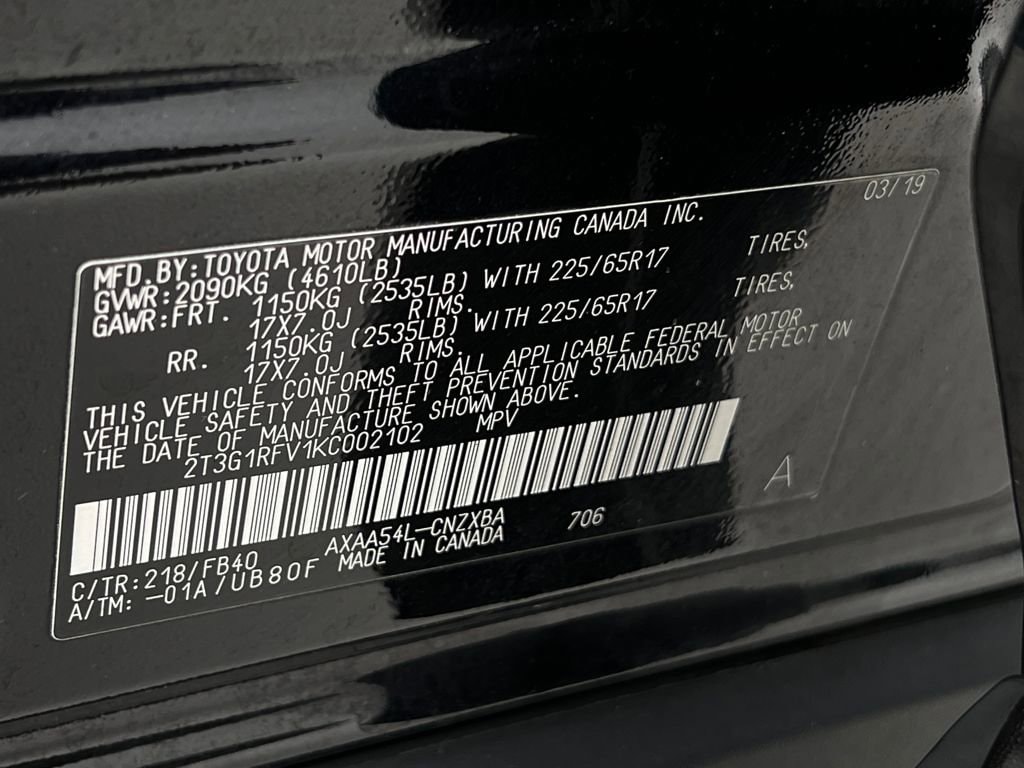 03/19
MFD.BY:TOYOTA MOTOR MANUFACTURING CANADA INC.
GVWR:2090KG (4610LB)
GAWR:FRT. 1150KG (2535LB) WITH 225/65R17 TIRES,
17X7.0J RIMS.
RR. 1150KG (2535LB) WITH 225/65R17 TIRES,
17X7.0J RIMS.
THIS VEHICLE CONFORMS TO ALL APPLICABLE FEDERAL MOTOR
VEHICLE SAFETY AND THEFT PREVENTION STANDARDS IN EFFECT ON
THE DATE OF MANUFACTURE SHOWN ABOVE.
2T3G1RFV1KC002102 MPV
A
C/TR:218/FB40 AXAA54L-CNZXBA 706
A/TM: -01A/UB80F MADE IN CANADA